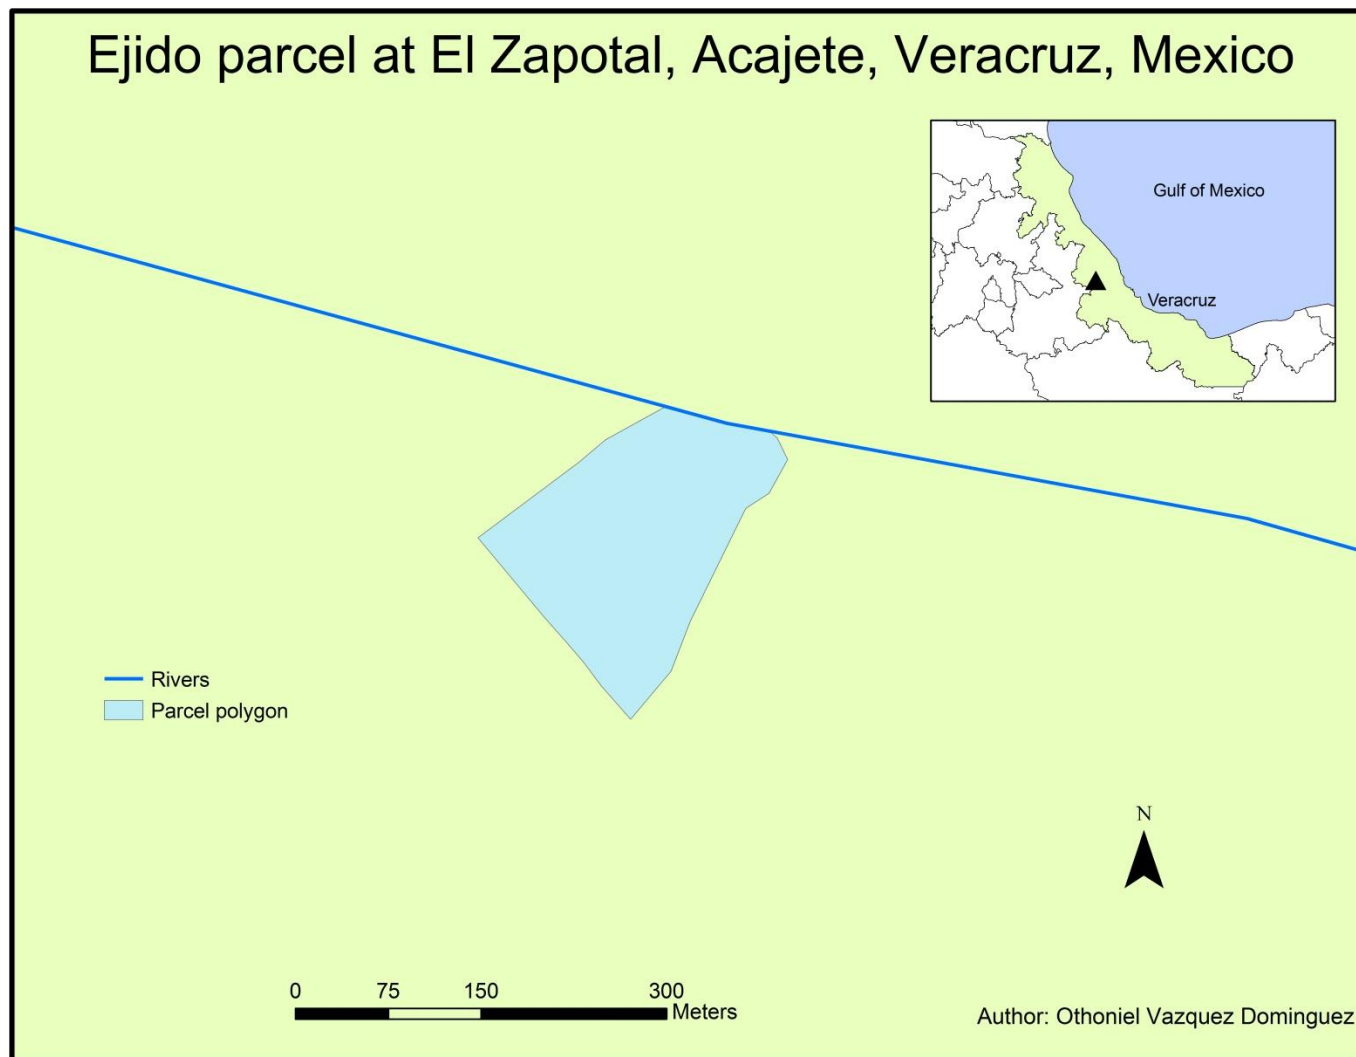 Ejido parcel at El Zapotal, Acajete, Veracruz, Mexico
Gulf of Mexico
Veracruz
Rivers
Parcel polygon
N
0 75 150 300
Meters
Author: Othoniel Vazquez Dominguez